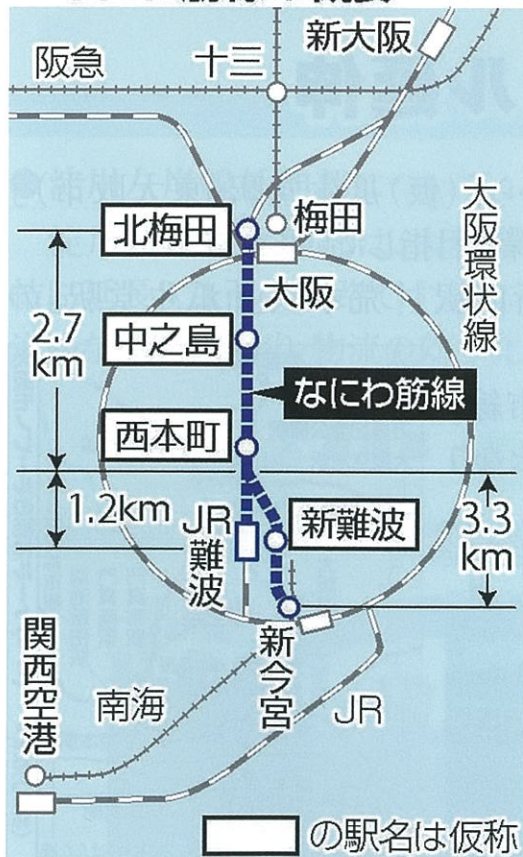 新大阪
阪急
十三
北梅田
梅田
大阪
大阪環状線
2.7
km
中之島
なにわ筋線
西本町
1.2km
JR
難波
新難波
3.3
km
新今宮
関西空港
南海
JR
の駅名は仮称